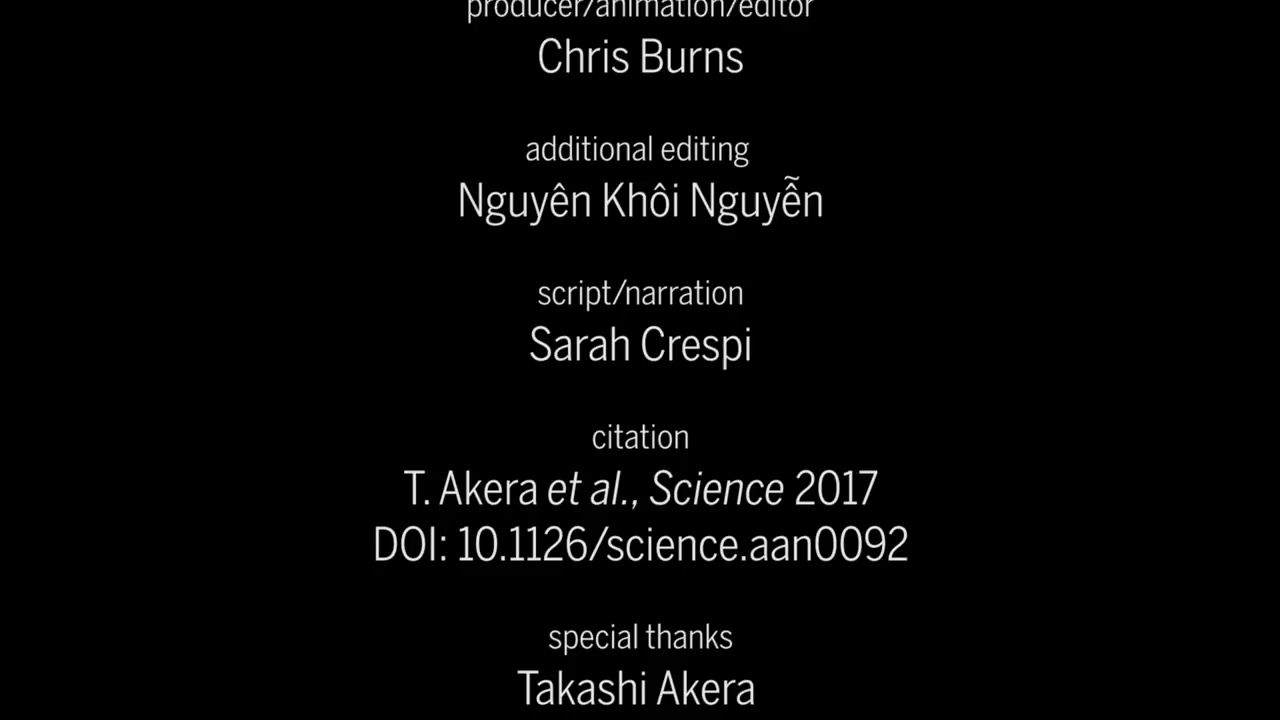 producer/animation/editor
Chris Burns
additional editing
Nguyên Khôi Nguyễn
script/narration
Sarah Crespi
citation
T. Akera et al., Science 2017
DOI: 10.1126/science.aan0092
special thanks
Takashi Akera